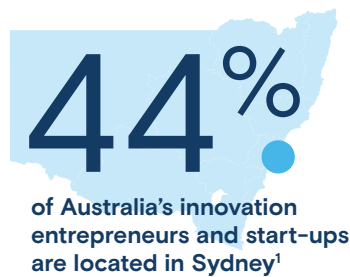 44%
of Australia's innovation
entrepreneurs and start-ups
are located in Sydney¹